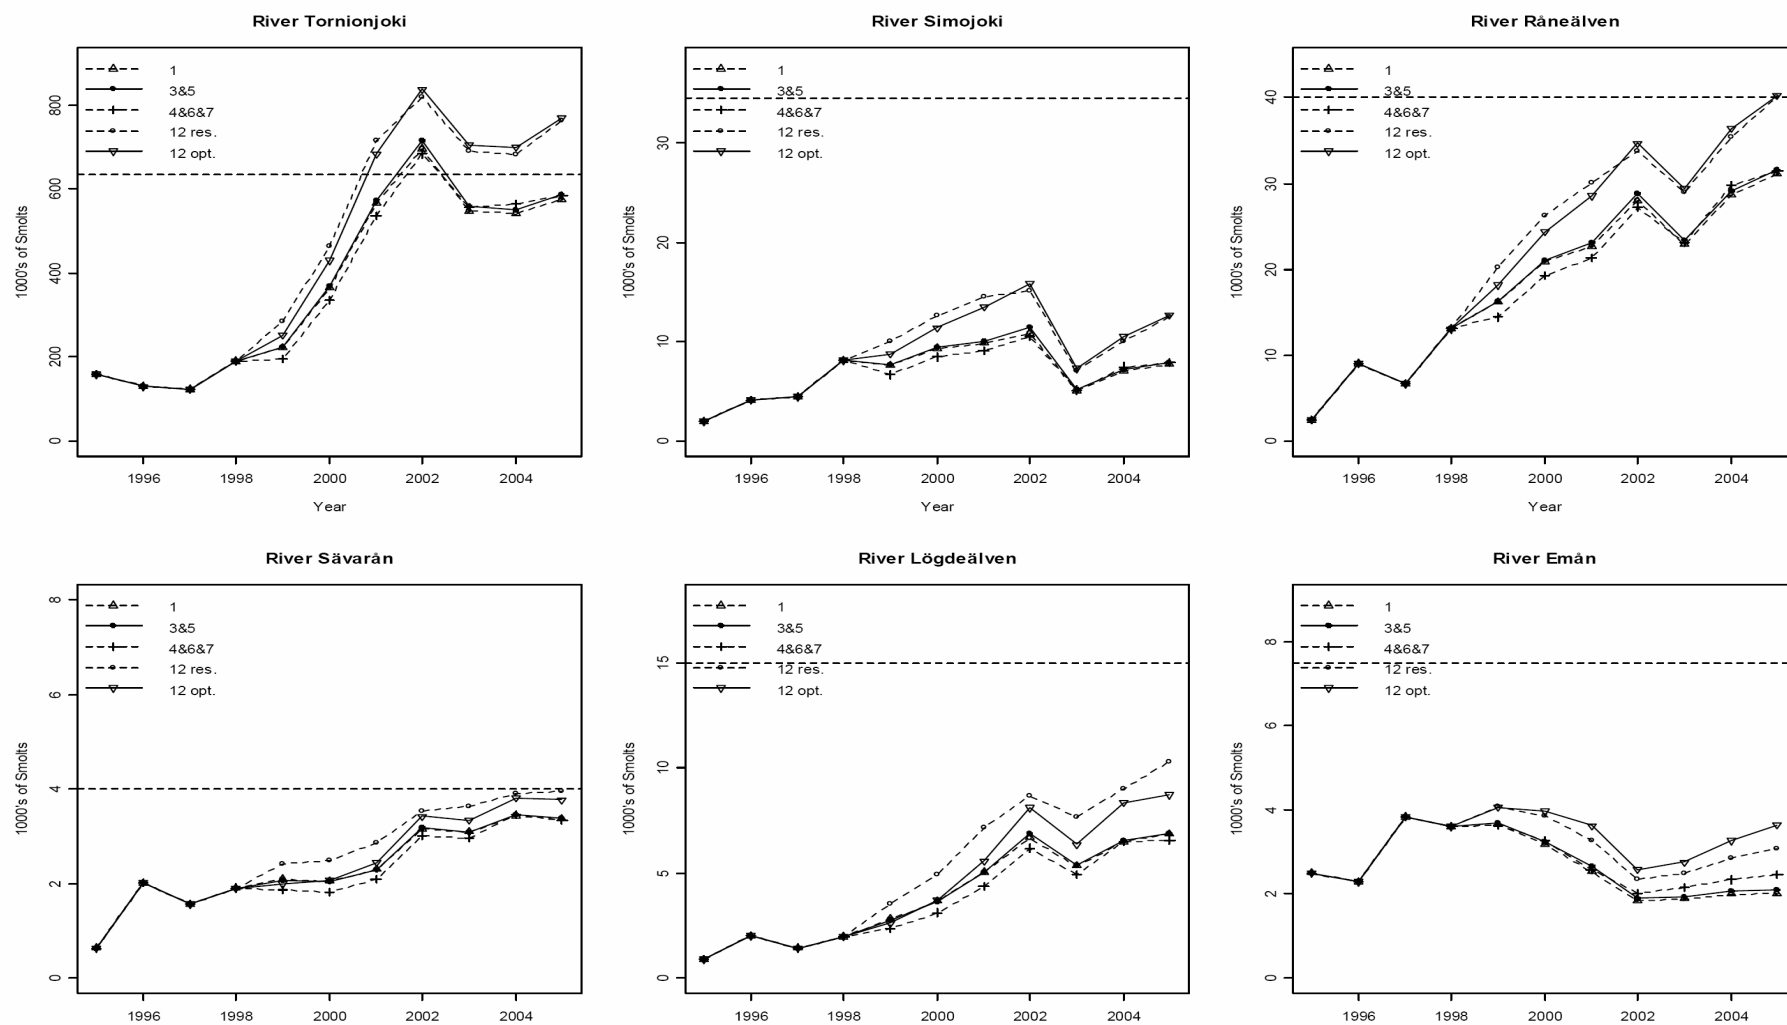 River Tornionjoki
1
3&5
4&6&7
12 res.
12 opt.
1000's of Smolts
0 200 400 600 800
1996 1998 2000 2002 2004
Year
River Simojoki
1
3&5
4&6&7
12 res.
12 opt.
1000's of Smolts
0 10 20 30
1996 1998 2000 2002 2004
Year
River Råneälven
1
3&5
4&6&7
12 res.
12 opt.
1000's of Smolts
0 10 20 30 40
1996 1998 2000 2002 2004
Year
River Sävarån
1
3&5
4&6&7
12 res.
12 opt.
1000's of Smolts
0 2 4 6 8
1996 1998 2000 2002 2004
River Lögdeälven
1
3&5
4&6&7
12 res.
12 opt.
1000's of Smolts
0 5 10 15
1996 1998 2000 2002 2004
River Emån
1
3&5
4&6&7
12 res.
12 opt.
1000's of Smolts
0 2 4 6 8
1996 1998 2000 2002 2004